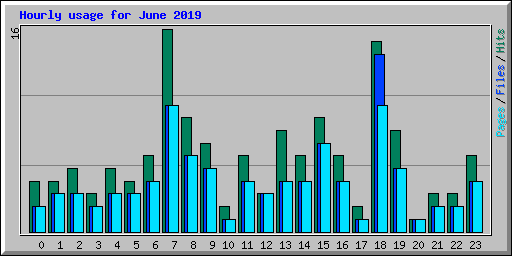 Hourly usage for June 2019
16
Pages/Files/Hits
0 1 2 3 4 5 6 7 8 9 10 11 12 13 14 15 16 17 18 19 20 21 22 23